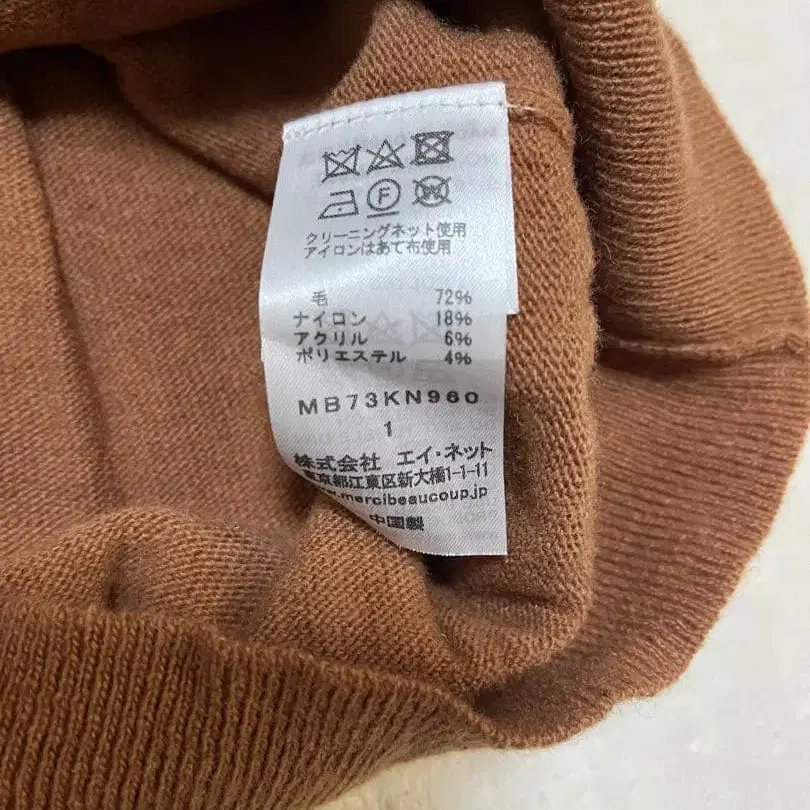 クリーニングネット使用
アイロンはあて布使用
毛 72%
ナイロン 18%
アクリル 6%
ポリエステル 4%
MB73KN960
1
株式会社 エイ・ネット
東京都江東区新大橋1-1-11
www.mercibeaucoup.jp
中国製